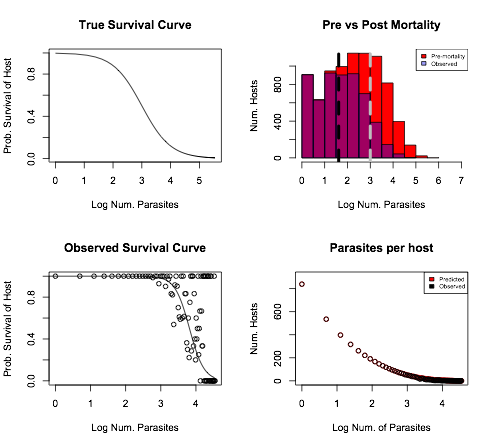 True Survival Curve
Prob. Survival of Host
0.0 0.4 0.8
0 1 2 3 4 5
Log Num. Parasites
Pre vs Post Mortality
Pre-mortality
Observed
Num. Hosts
0 400 800
0 1 2 3 4 5 6 7
Log Num. Parasites
Observed Survival Curve
Prob. Survival of Host
0.0 0.4 0.8
0 1 2 3 4
Log Num. Parasites
Parasites per host
Predicted
Observed
Num. Hosts
0 200 600
0 1 2 3 4
Log Num. of Parasites